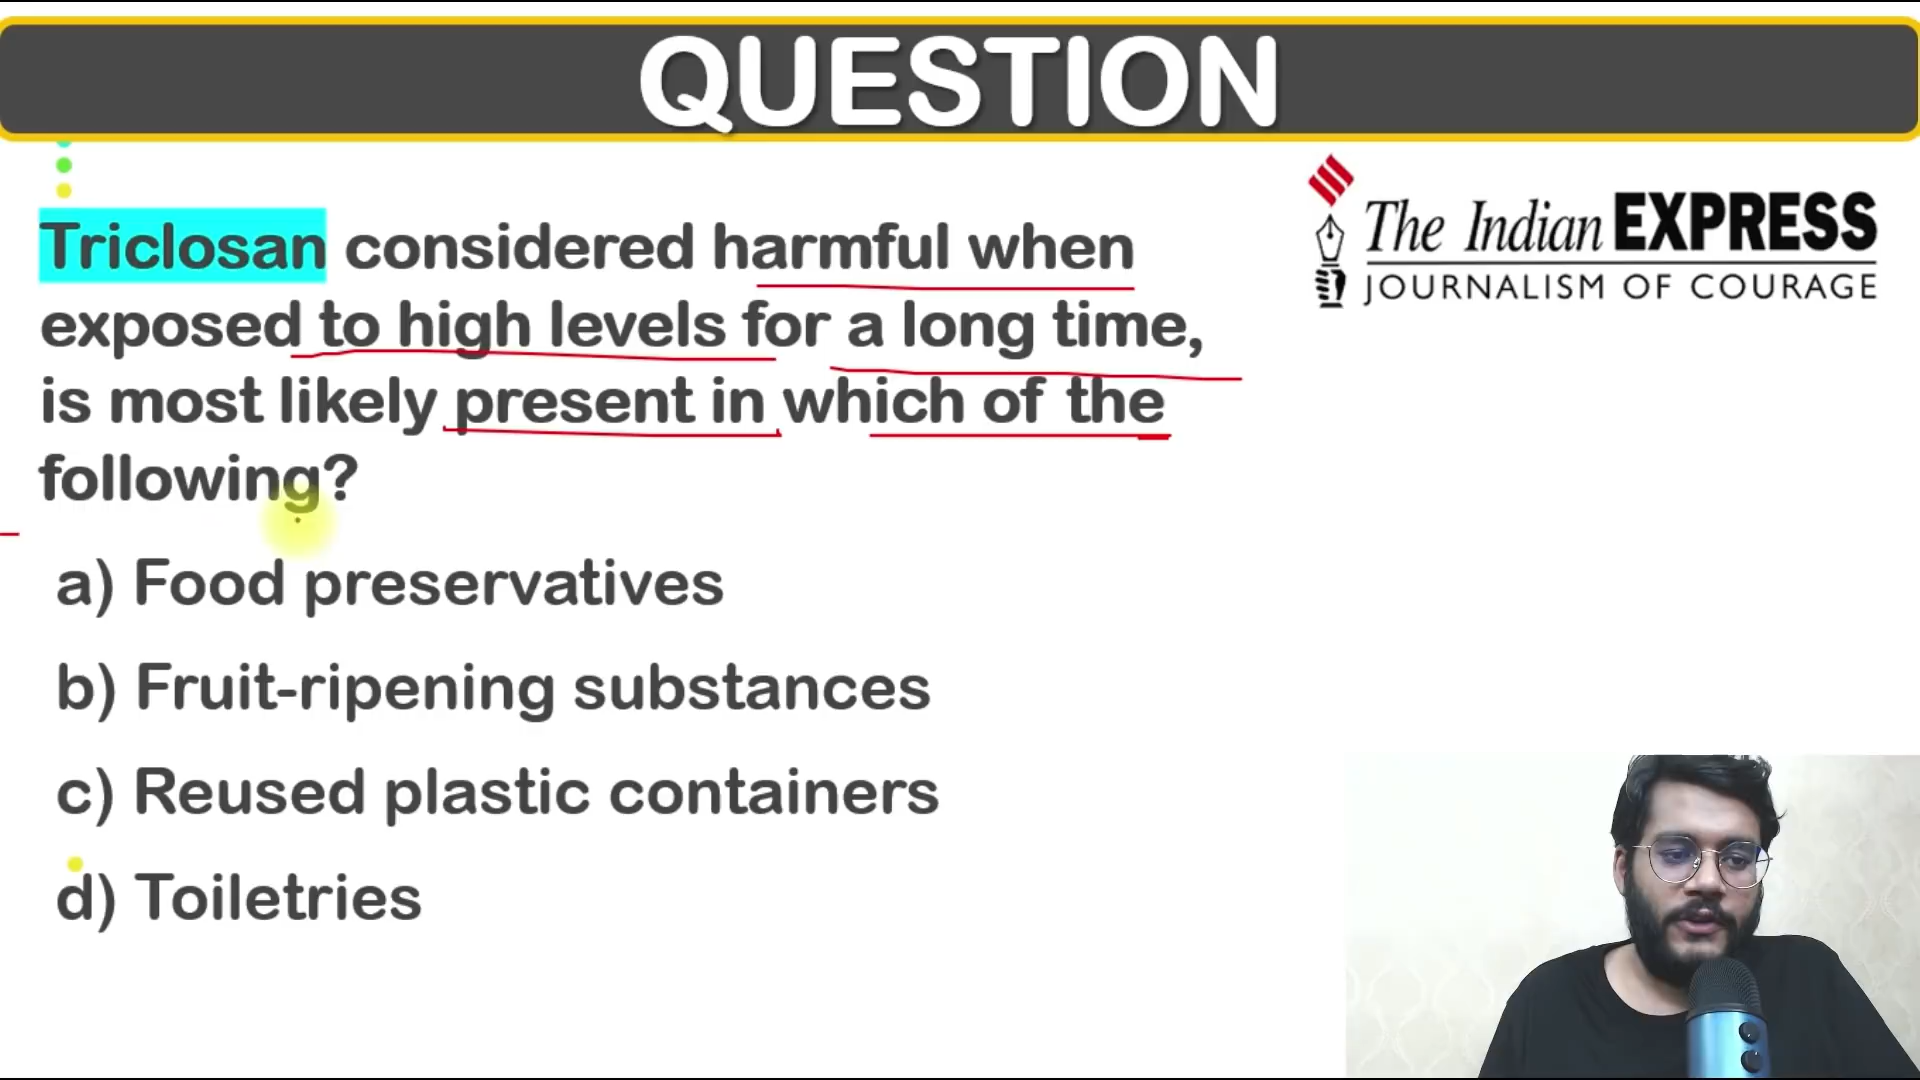 QUESTION
The Indian EXPRESS
JOURNALISM OF COURAGE
Triclosan considered harmful when
exposed to high levels for a long time,
is most likely present in which of the
following?
a) Food preservatives
b) Fruit-ripening substances
c) Reused plastic containers
d) Toiletries